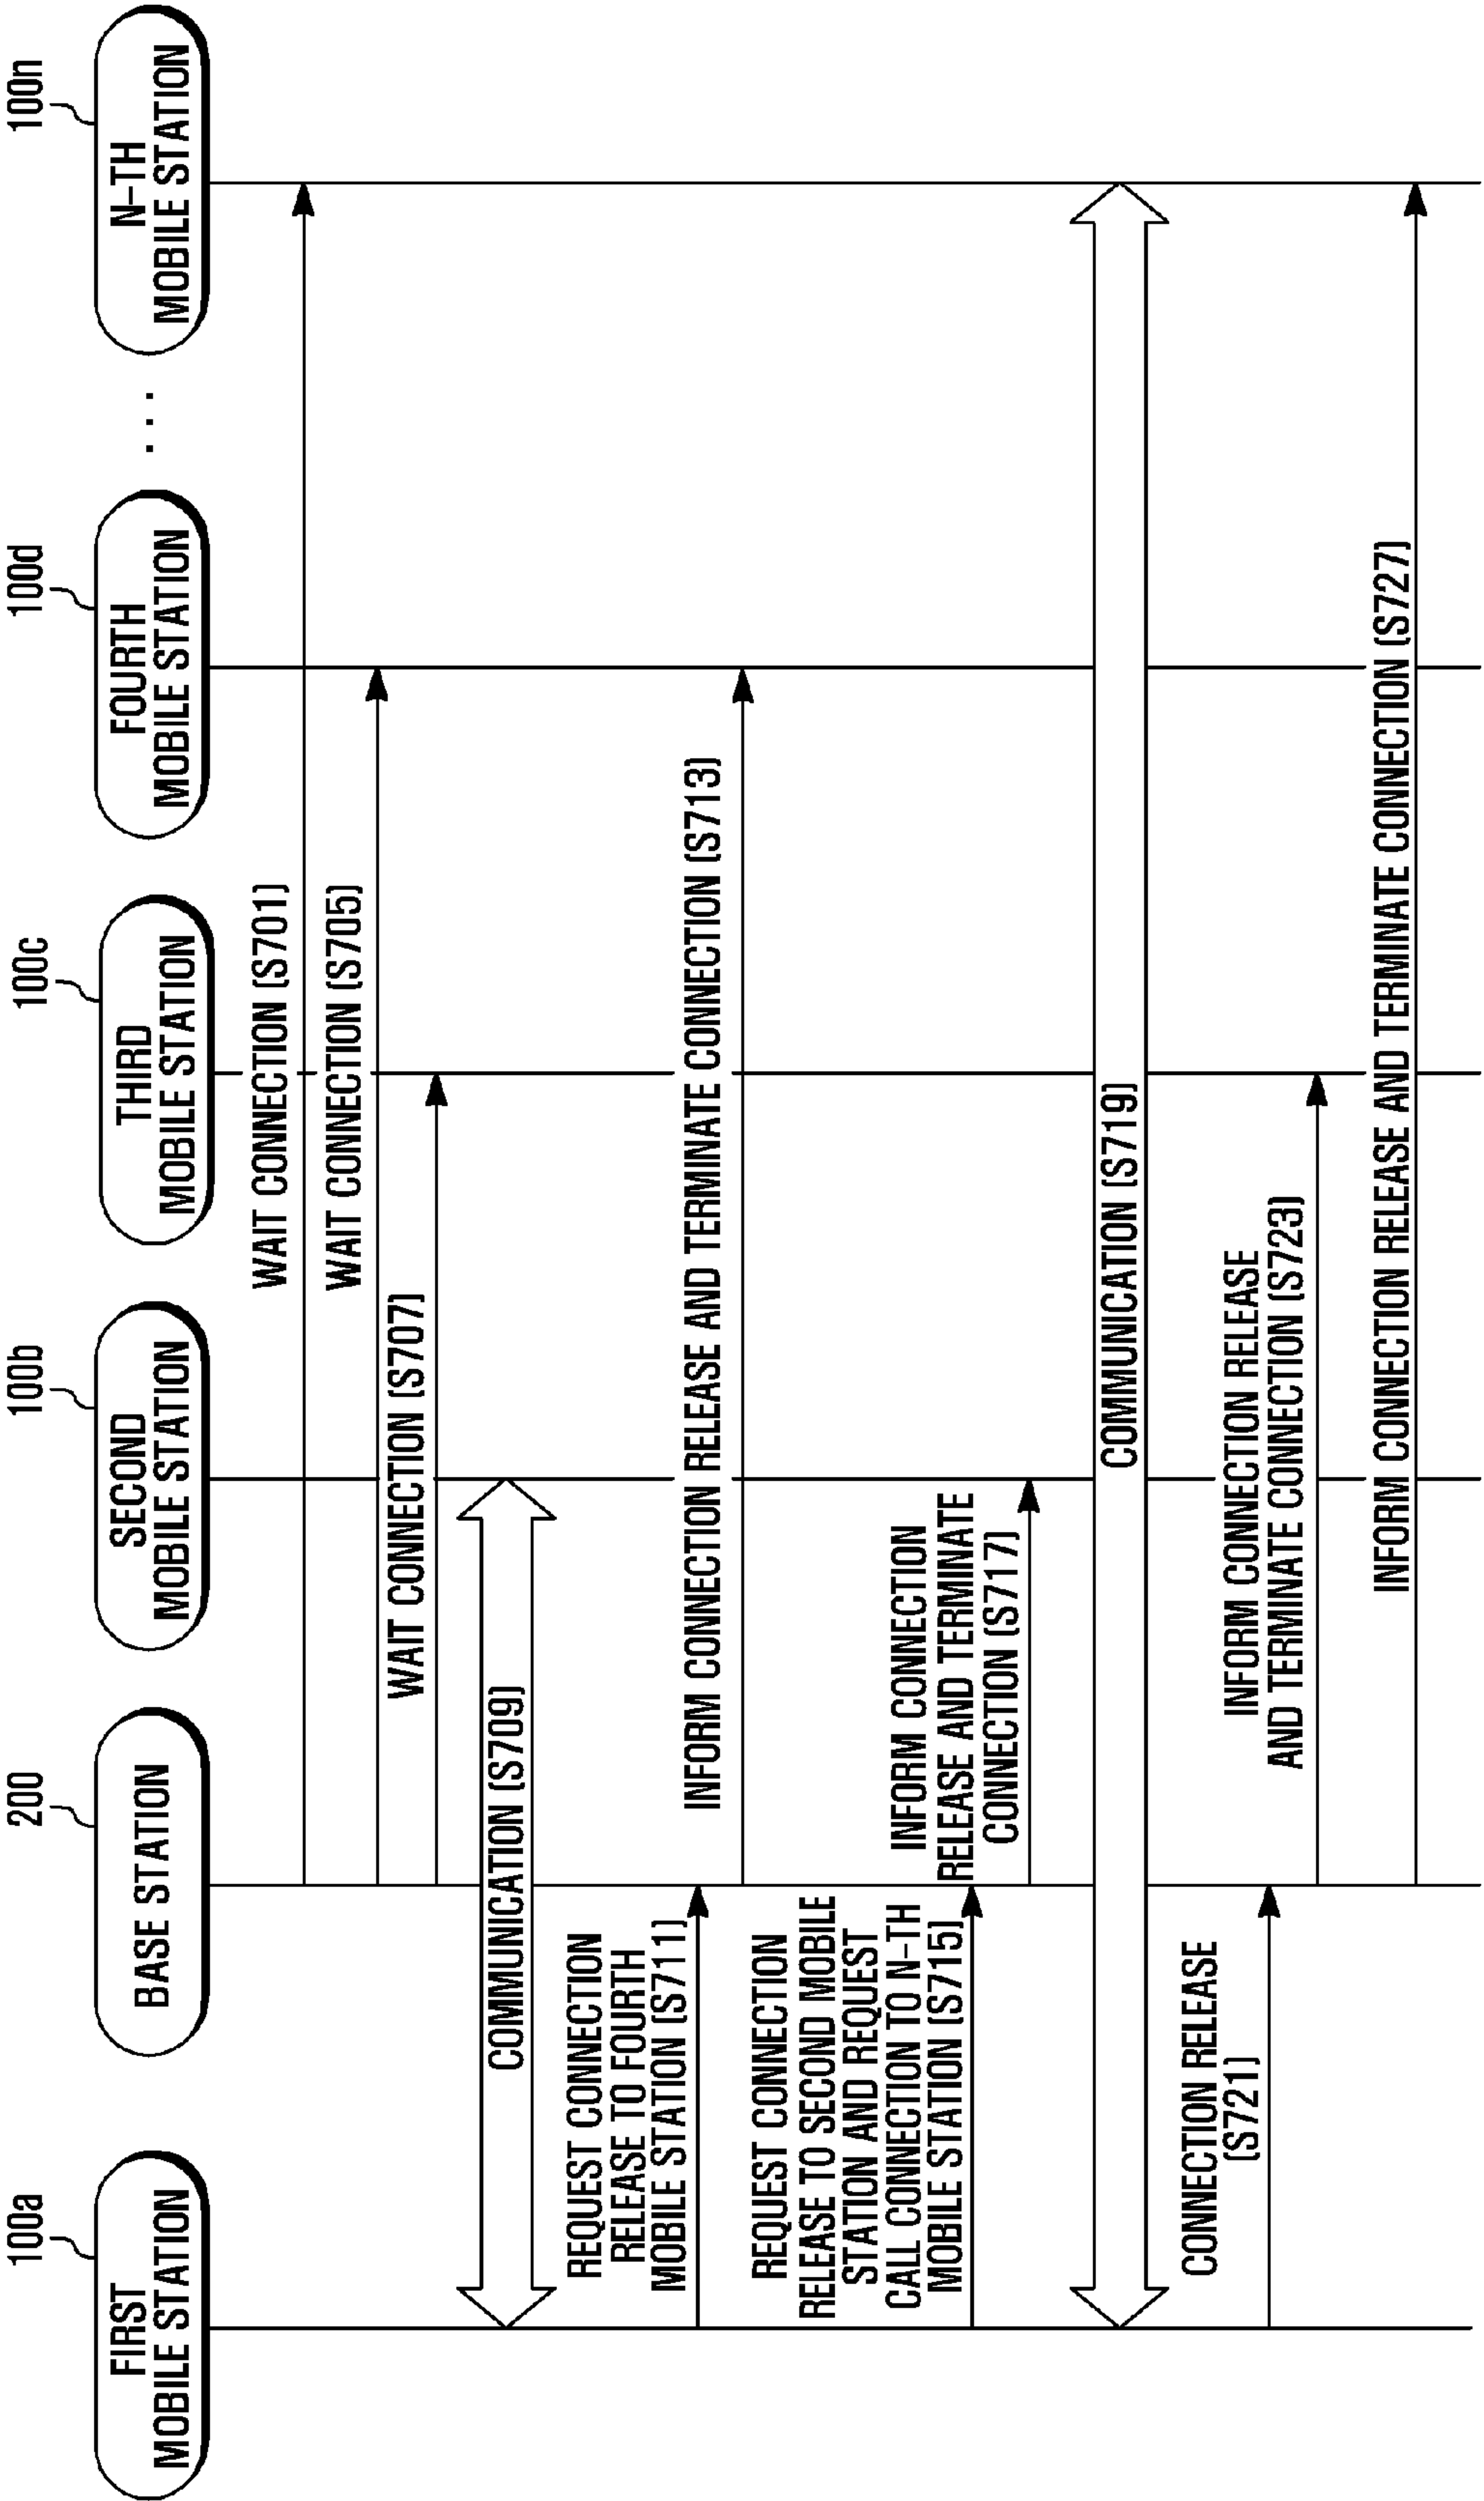 100a
200
100b
100c
100d
100n
FIRST
MOBILE STATION
BASE STATION
SECOND
MOBILE STATION
THIRD
MOBILE STATION
FOURTH
MOBILE STATION
. . .
N-TH
MOBILE STATION
WAIT CONNECTION (S701)
WAIT CONNECTION (S705)
WAIT CONNECTION (S707)
COMMUNICATION (S709)
REQUEST CONNECTION
RELEASE TO FOURTH
MOBILE STATION (S711)
INFORM CONNECTION RELEASE AND TERMINATE CONNECTION (S713)
REQUEST CONNECTION
RELEASE TO SECOND MOBILE
STATION AND REQUEST
CALL CONNECTION TO N-TH
MOBILE STATION (S715)
INFORM CONNECTION
RELEASE AND TERMINATE
CONNECTION (S717)
COMMUNICATION (S719)
CONNECTION RELEASE
(S721)
INFORM CONNECTION RELEASE
AND TERMINATE CONNECTION (S723)
INFORM CONNECTION RELEASE AND TERMINATE CONNECTION (S727)